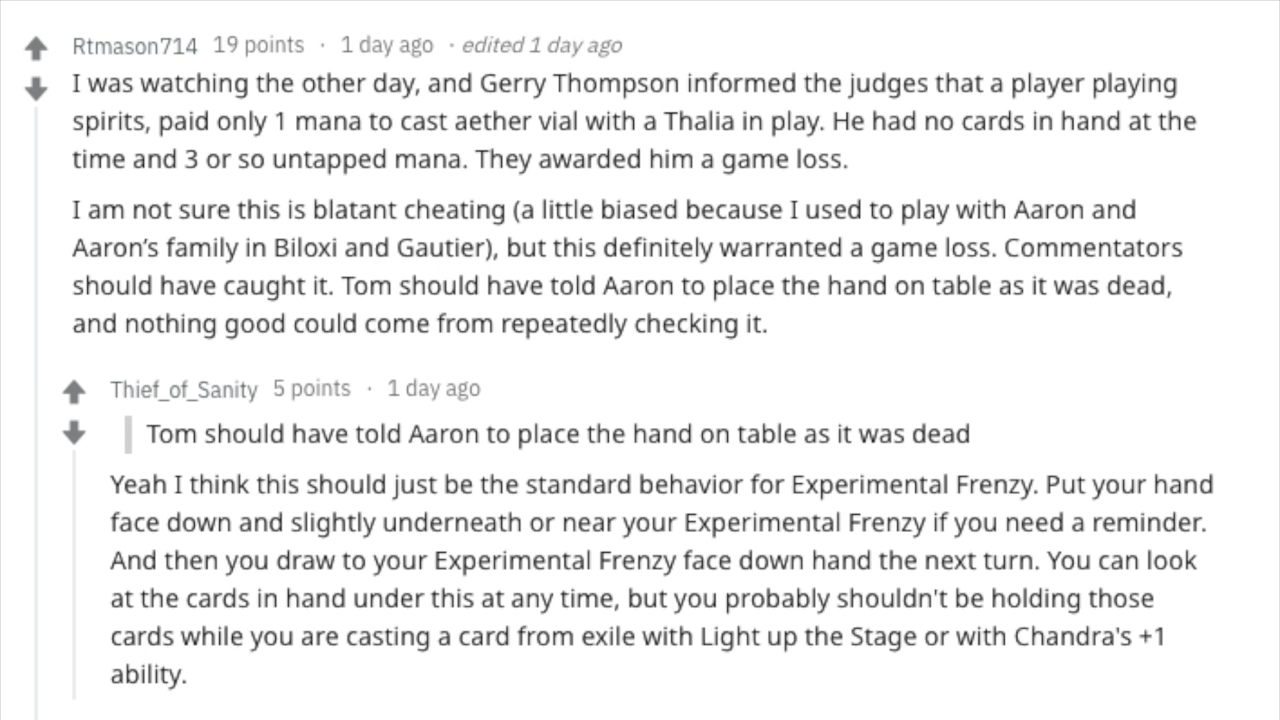 Rtmason714 19 points · 1 day ago · edited 1 day ago
I was watching the other day, and Gerry Thompson informed the judges that a player playing
spirits, paid only 1 mana to cast aether vial with a Thalia in play. He had no cards in hand at the
time and 3 or so untapped mana. They awarded him a game loss.
I am not sure this is blatant cheating (a little biased because I used to play with Aaron and
Aaron’s family in Biloxi and Gautier), but this definitely warranted a game loss. Commentators
should have caught it. Tom should have told Aaron to place the hand on table as it was dead,
and nothing good could come from repeatedly checking it.
Thief_of_Sanity 5 points · 1 day ago
Tom should have told Aaron to place the hand on table as it was dead
Yeah I think this should just be the standard behavior for Experimental Frenzy. Put your hand
face down and slightly underneath or near your Experimental Frenzy if you need a reminder.
And then you draw to your Experimental Frenzy face down hand the next turn. You can look
at the cards in hand under this at any time, but you probably shouldn't be holding those
cards while you are casting a card from exile with Light up the Stage or with Chandra's +1
ability.